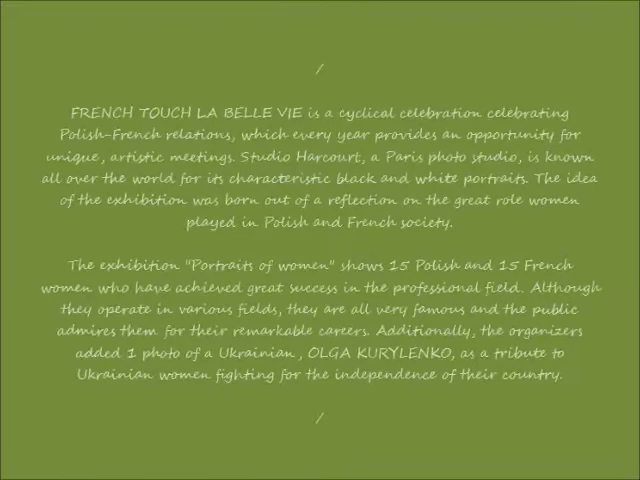 /
FRENCH TOUCH LA BELLE VIE is a cyclical celebration celebrating
Polish-French relations, which every year provides an opportunity for
unique, artistic meetings. Studio Harcourt, a Paris photo studio, is known
all over the world for its characteristic black and white portraits. The idea
of the exhibition was born out of a reflection on the great role women
played in Polish and French society.
The exhibition "Portraits of women" shows 15 Polish and 15 French
women who have achieved great success in the professional field. Although
they operate in various fields, they are all very famous and the public
admires them for their remarkable careers. Additionally, the organizers
added 1 photo of a Ukrainian , OLGA KURYLENKO, as a tribute to
Ukrainian women fighting for the independence of their country.
/